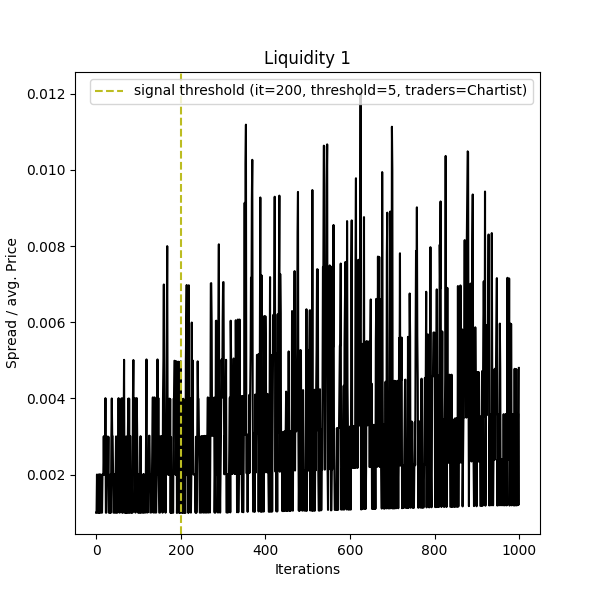 Liquidity 1
signal threshold (it=200, threshold=5, traders=Chartist)
0.012
0.010
0.008
0.006
0.004
0.002
Spread / avg. Price
0 200 400 600 800 1000
Iterations